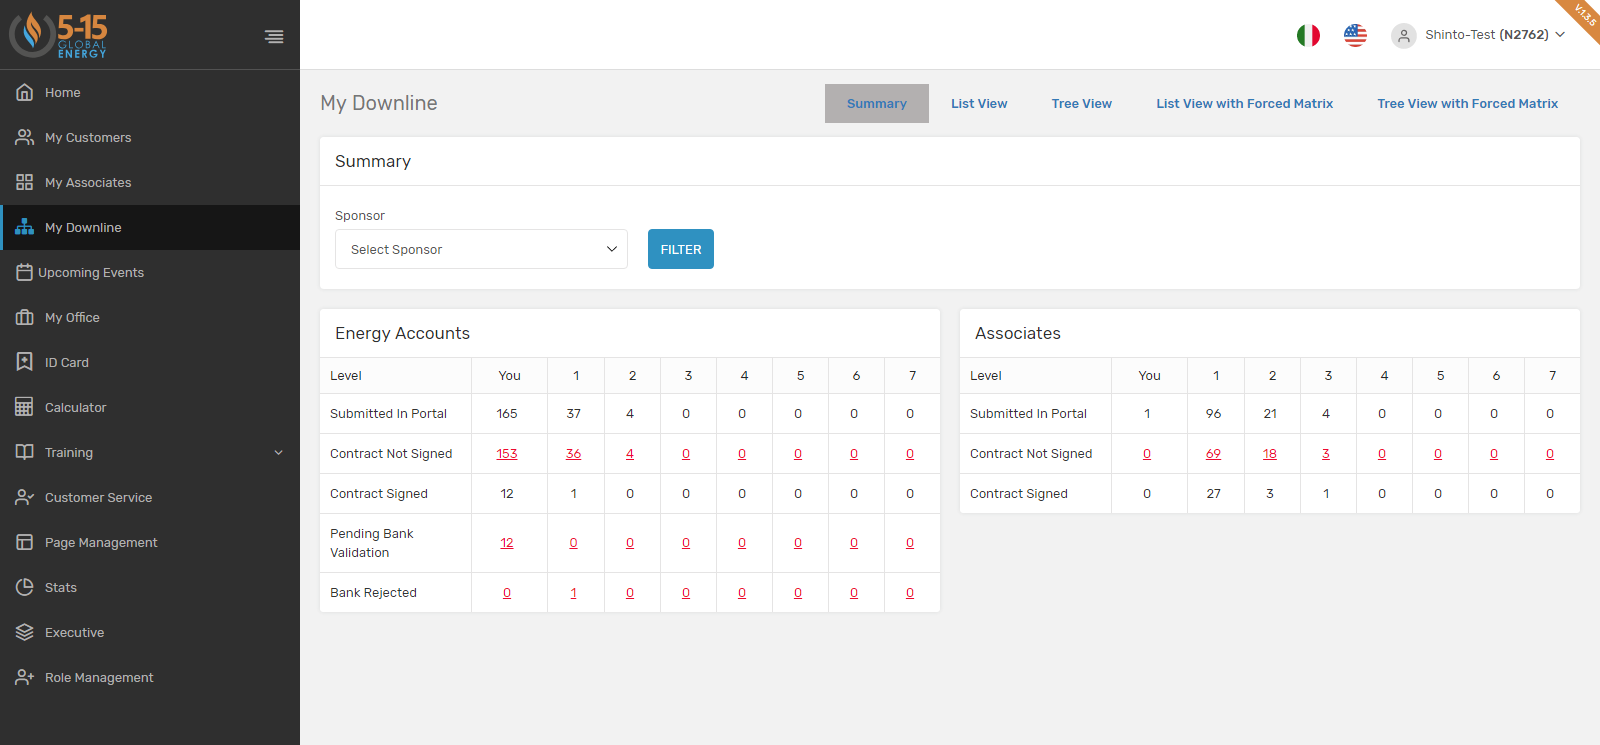 5-15
GLOBAL
ENERGY
Shinto-Test (N2762)
V.1.3.5
Home
My Customers
My Associates
My Downline
Upcoming Events
My Office
ID Card
Calculator
Training
Customer Service
Page Management
Stats
Executive
Role Management
My Downline
Summary List View Tree View List View with Forced Matrix Tree View with Forced Matrix
Summary
Sponsor
Select Sponsor FILTER
Energy Accounts
Level You 1 2 3 4 5 6 7
Submitted In Portal 165 37 4 0 0 0 0 0
Contract Not Signed 153 36 4 0 0 0 0 0
Contract Signed 12 1 0 0 0 0 0 0
Pending Bank
Validation 12 0 0 0 0 0 0 0
Bank Rejected 0 1 0 0 0 0 0 0
Associates
Level You 1 2 3 4 5 6 7
Submitted In Portal 1 96 21 4 0 0 0 0
Contract Not Signed 0 69 18 3 0 0 0 0
Contract Signed 0 27 3 1 0 0 0 0